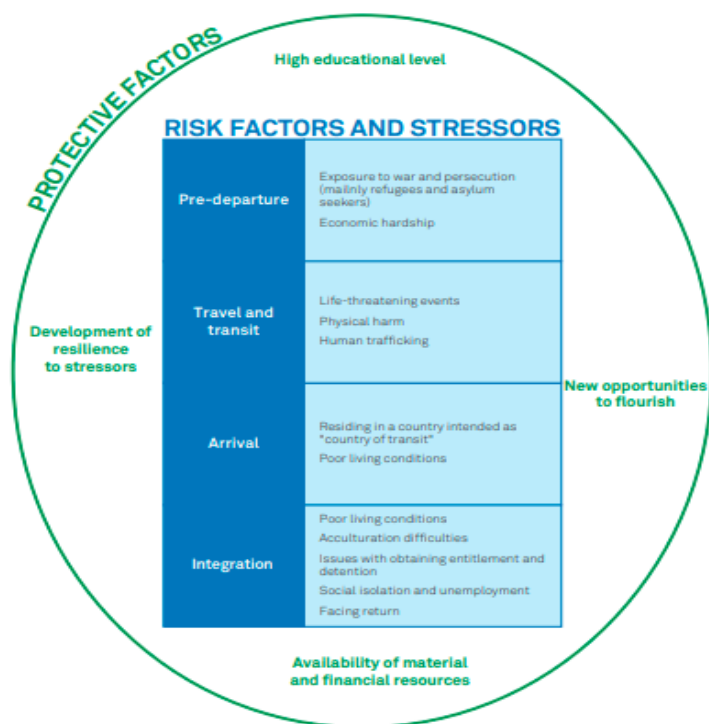 PROTECTIVE FACTORS
High educational level
RISK FACTORS AND STRESSORS
Pre-departure
Exposure to war and persecution
(mailnly refugees and asylum
seekers)
Economic hardship
Travel and
transit
Life-threatening events
Physical harm
Human trafficking
Development of
resilience
to stressors
New opportunities
to flourish
Arrival
Residing in a country intended as
"country of transit"
Poor living conditions
Integration
Poor living conditions
Acculturation difficulties
Issues with obtaining entitlement and
detention
Social isolation and unemployment
Facing return
Availability of material
and financial resources